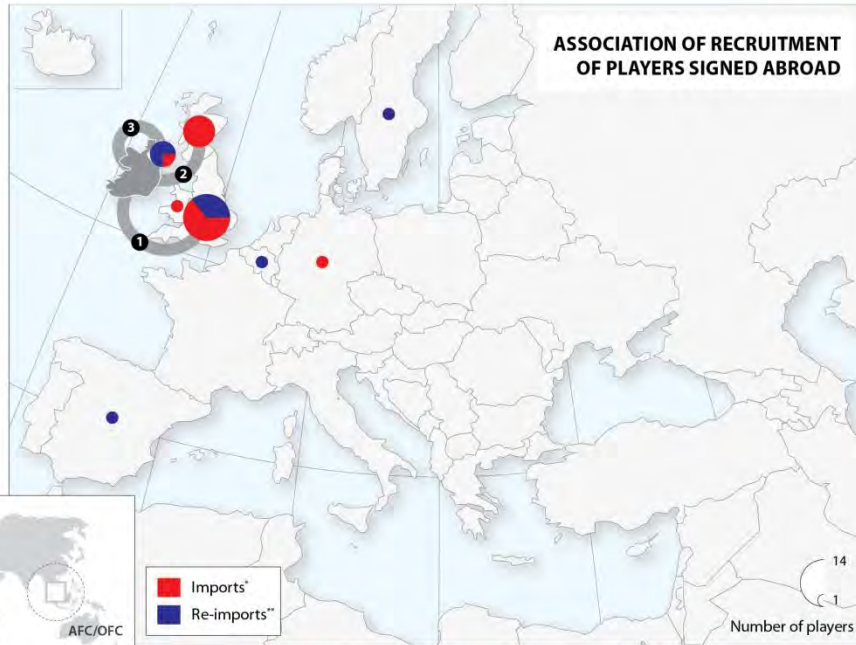 ASSOCIATION OF RECRUITMENT
OF PLAYERS SIGNED ABROAD
3
2
1
Imports*
Re-imports**
AFC/OFC
14
1
Number of players